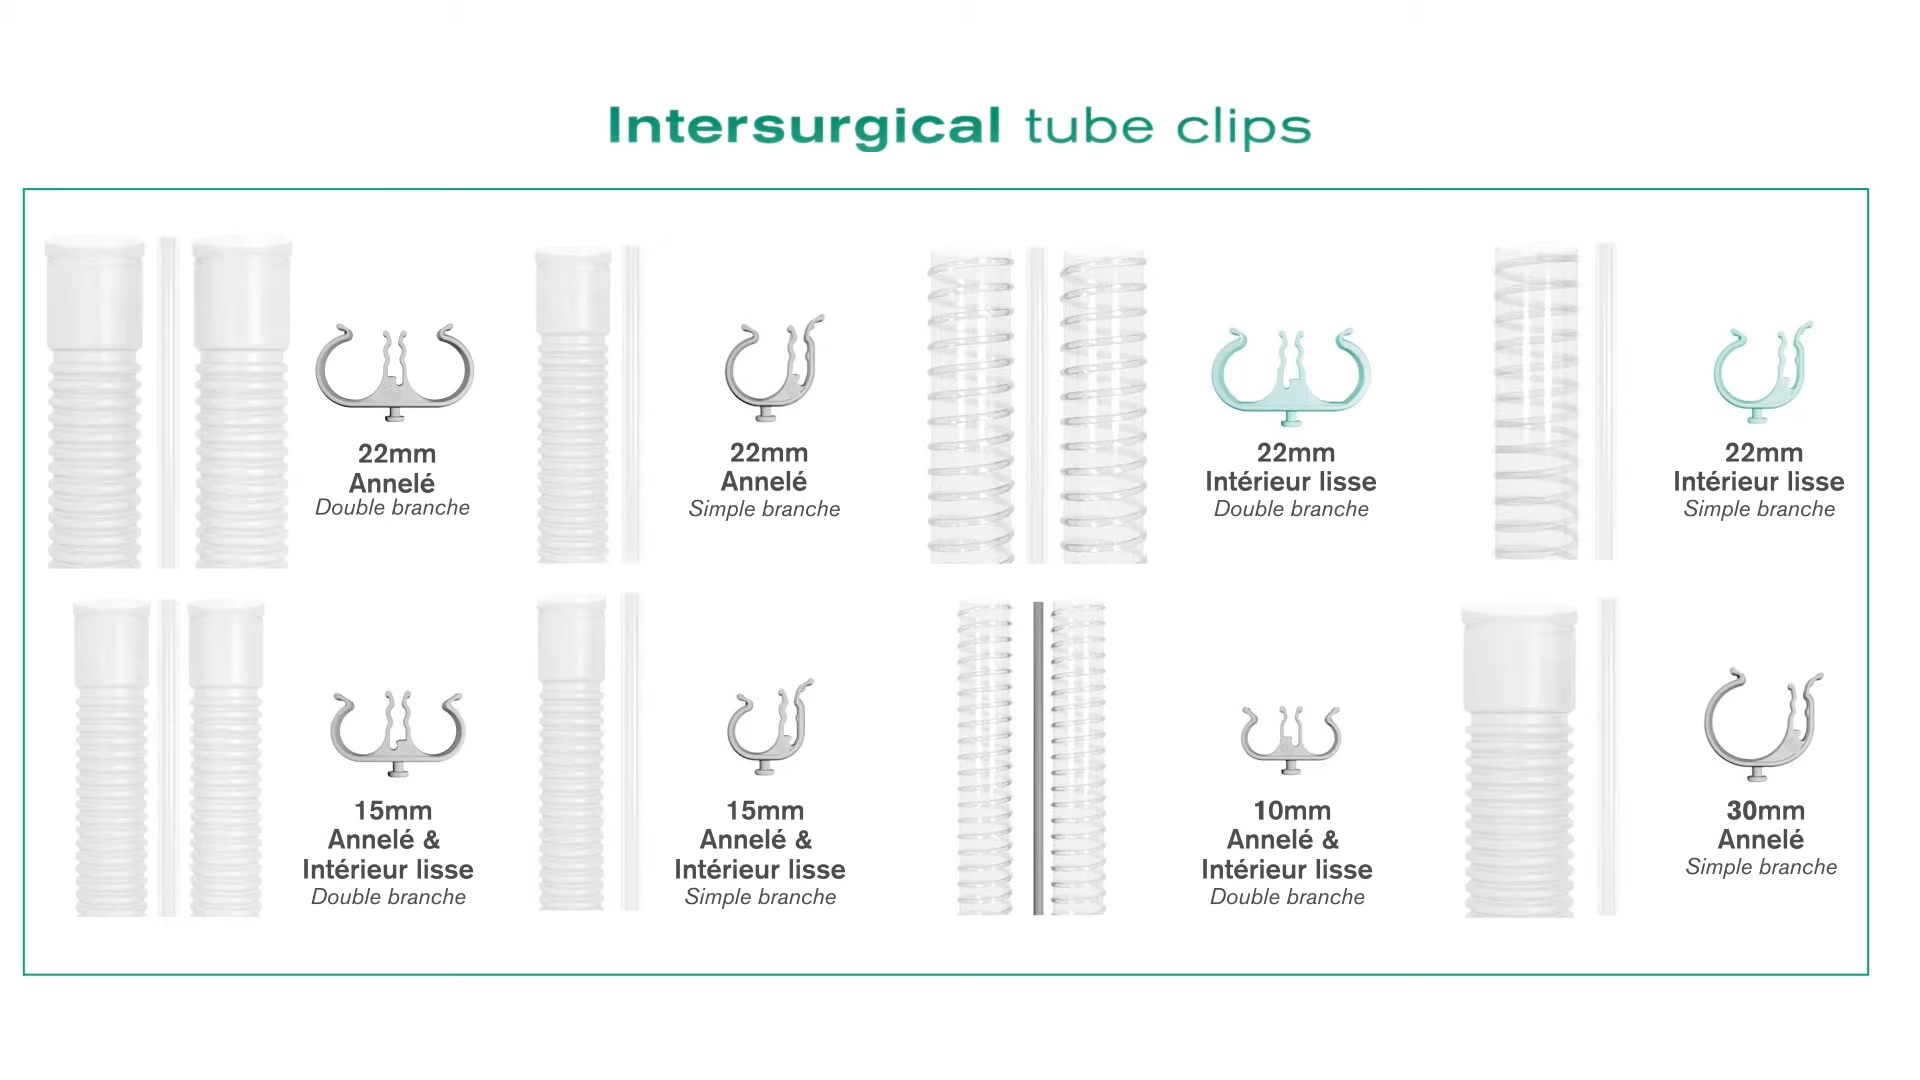 Intersurgical tube clips
22mm
Annelé
Double branche
22mm
Annelé
Simple branche
22mm
Intérieur lisse
Double branche
22mm
Intérieur lisse
Simple branche
15mm
Annelé &
Intérieur lisse
Double branche
15mm
Annelé &
Intérieur lisse
Simple branche
10mm
Annelé &
Intérieur lisse
Double branche
30mm
Annelé
Simple branche